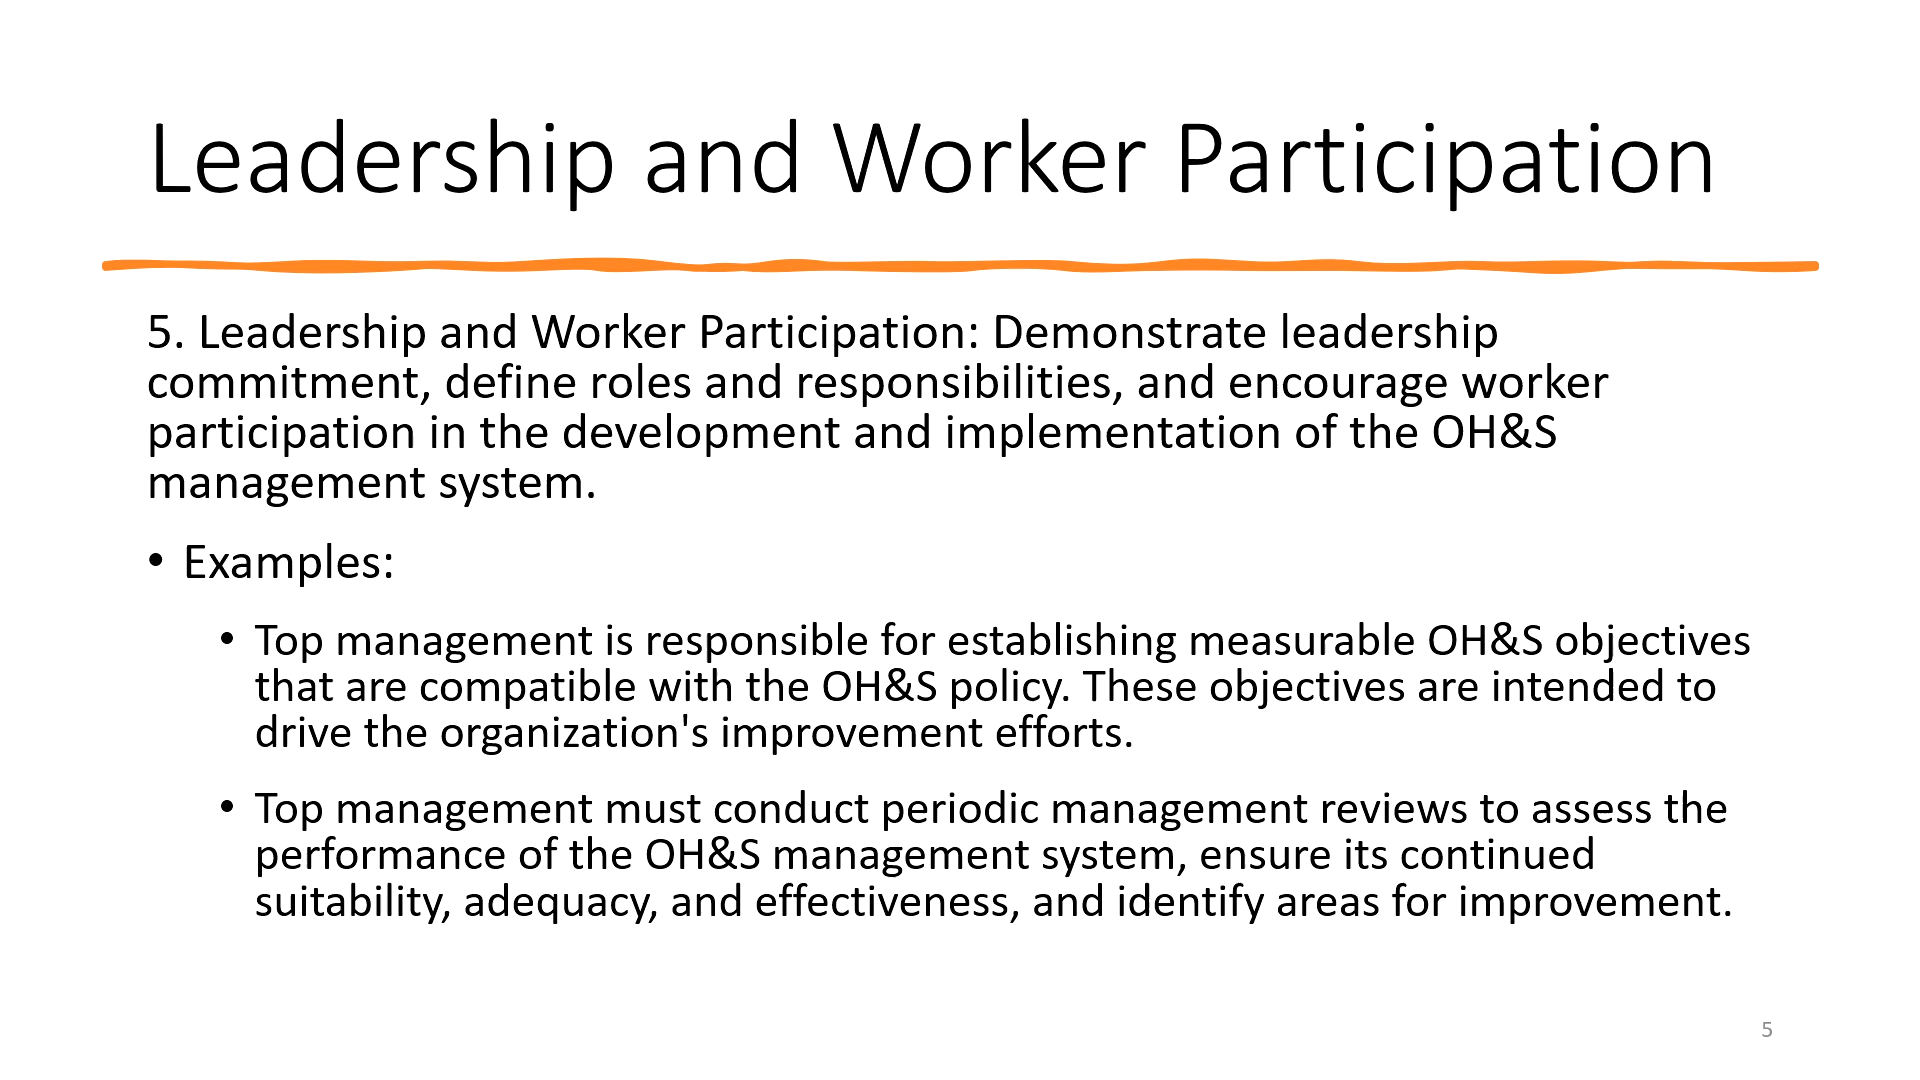 Leadership and Worker Participation
5. Leadership and Worker Participation: Demonstrate leadership
commitment, define roles and responsibilities, and encourage worker
participation in the development and implementation of the OH&S
management system.
• Examples:
• Top management is responsible for establishing measurable OH&S objectives
that are compatible with the OH&S policy. These objectives are intended to
drive the organization's improvement efforts.
• Top management must conduct periodic management reviews to assess the
performance of the OH&S management system, ensure its continued
suitability, adequacy, and effectiveness, and identify areas for improvement.
5